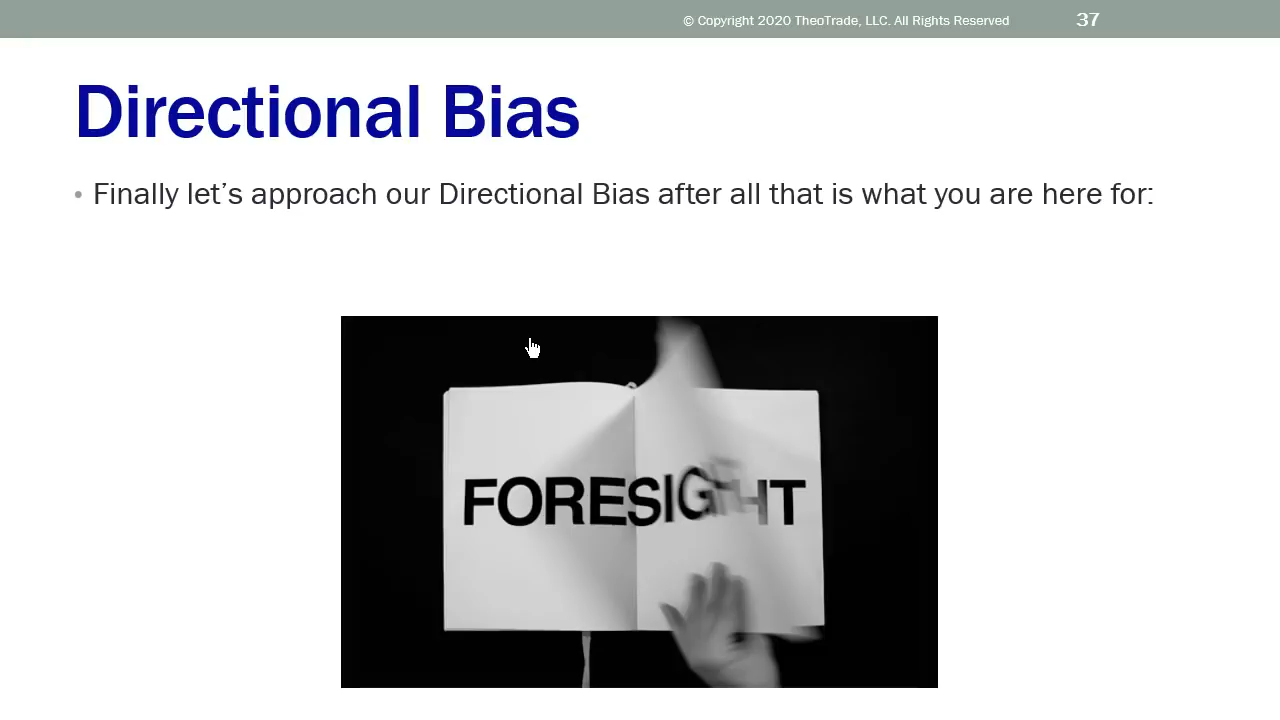 © Copyright 2020 TheoTrade, LLC. All Rights Reserved 37
Directional Bias
• Finally let’s approach our Directional Bias after all that is what you are here for:
FORESIGHT